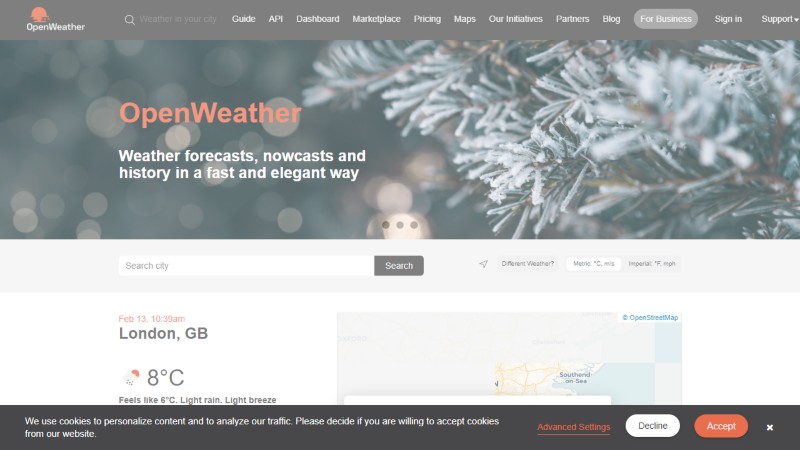 OpenWeather
Weather in your city
Guide
API
Dashboard
Marketplace
Pricing
Maps
Our Initiatives
Partners
Blog
For Business
Sign in
Support
OpenWeather
Weather forecasts, nowcasts and
history in a fast and elegant way
Search city
Search
Different Weather?
Metric: °C, m/s
Imperial: °F, mph
Feb 13, 10:39am
London, GB
8°C
Feels like 6°C. Light rain. Light breeze
© OpenStreetMap
Southend
-on-Sea
We use cookies to personalize content and to analyze our traffic. Please decide if you are willing to accept cookies
from our website.
Advanced Settings
Decline
Accept